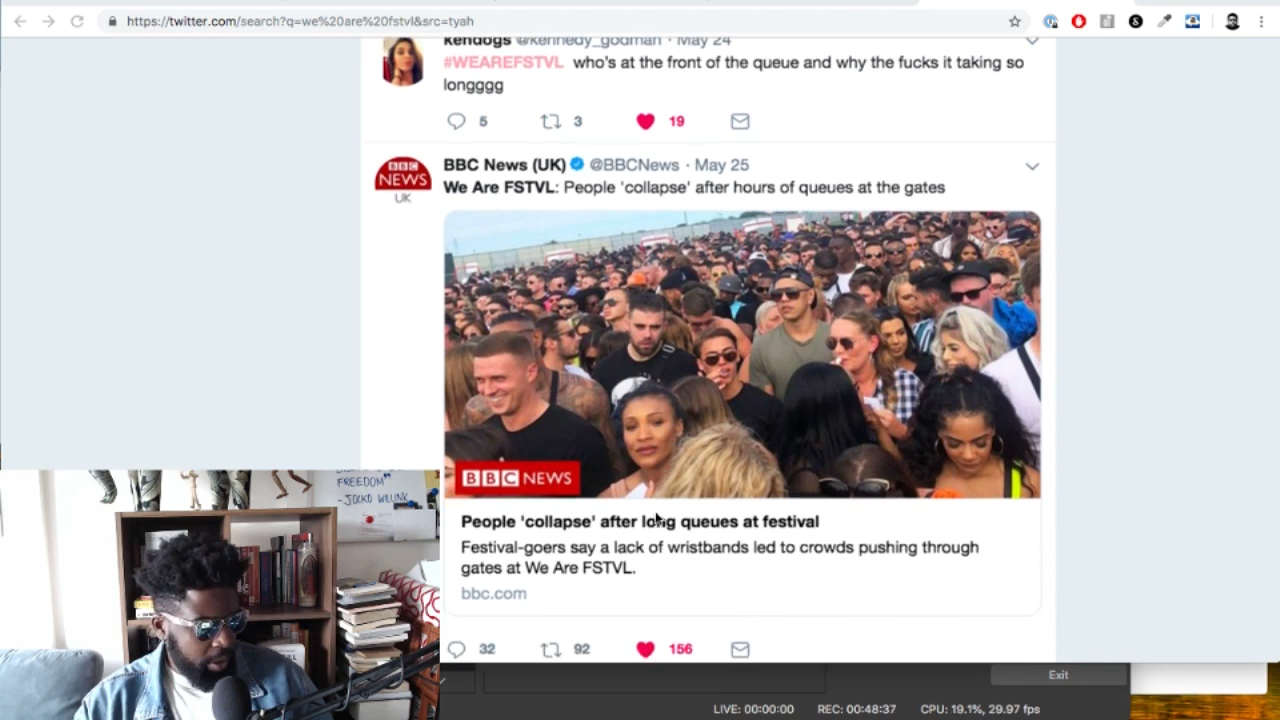 https://twitter.com/search?q=we%20are%20fstvl&src=tyah
kendogs @kennedy_godman · May 24
#WEAREFSTVL who's at the front of the queue and why the fucks it taking so
longggg
5 3 19
BBC NEWS UK
BBC News (UK) @BBCNews · May 25
We Are FSTVL: People 'collapse' after hours of queues at the gates
BBC NEWS
People 'collapse' after long queues at festival
Festival-goers say a lack of wristbands led to crowds pushing through
gates at We Are FSTVL.
bbc.com
32 92 156
FREEDOM"
-JOCKO WILLINK
Exit
LIVE: 00:00:00 REC: 00:48:37 CPU: 19.1%, 29.97 fps